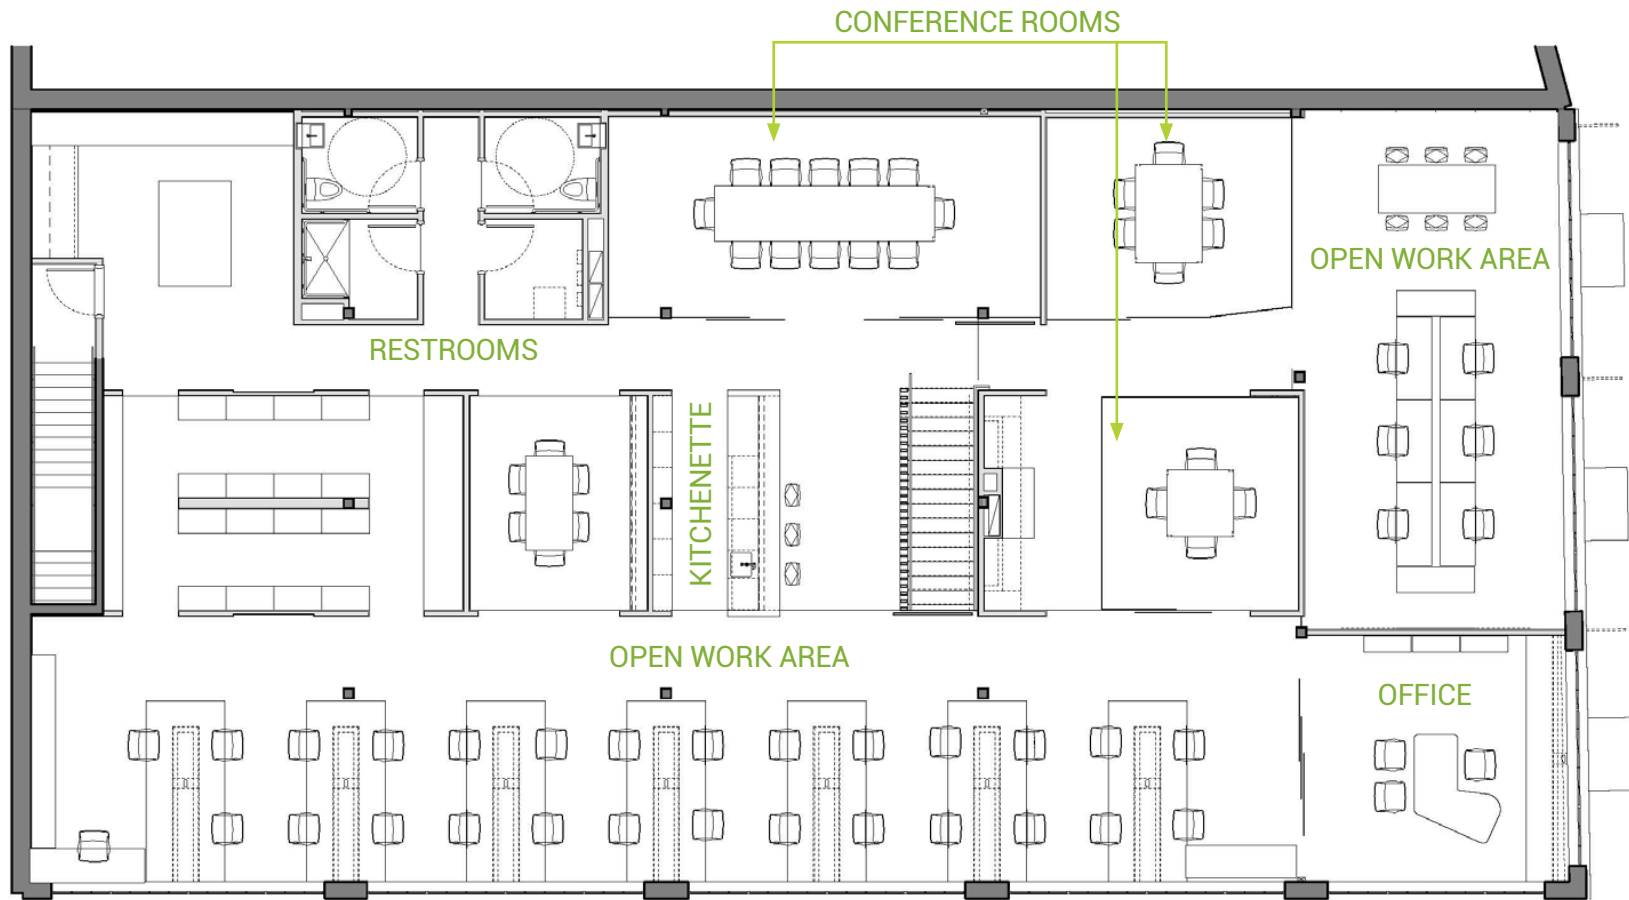 CONFERENCE ROOMS
OPEN WORK AREA
RESTROOMS
KITCHENETTE
OPEN WORK AREA
OFFICE